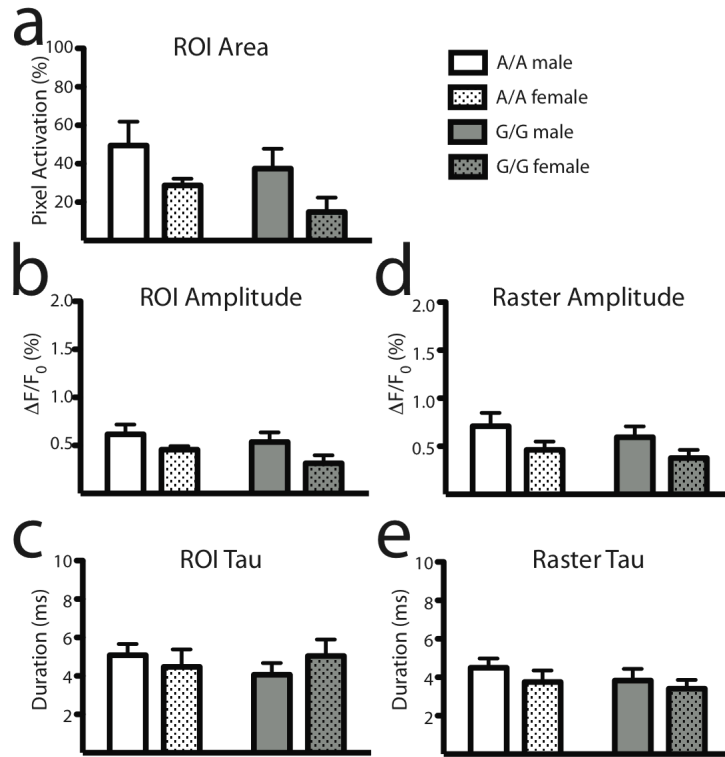 a
ROI Area
Pixel Activation (%)
100
80
60
40
20
A/A male
A/A female
G/G male
G/G female
b
ROI Amplitude
ΔF/F0 (%)
2.0
1.5
1.0
0.5
d
Raster Amplitude
ΔF/F0 (%)
2.0
1.5
1.0
0.5
c
ROI Tau
Duration (ms)
10
8
6
4
2
e
Raster Tau
Duration (ms)
10
8
6
4
2